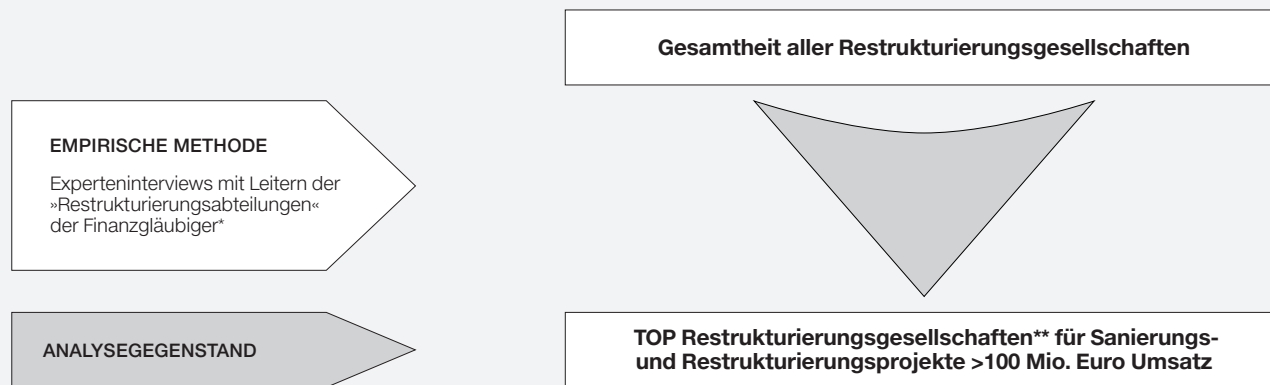 Gesamtheit aller Restrukturierungsgesellschaften
EMPIRISCHE METHODE
Experteninterviews mit Leitern der
»Restrukturierungsabteilungen«
der Finanzgläubiger*
ANALYSEGEGENSTAND
TOP Restrukturierungsgesellschaften** für Sanierungs-
und Restrukturierungsprojekte >100 Mio. Euro Umsatz